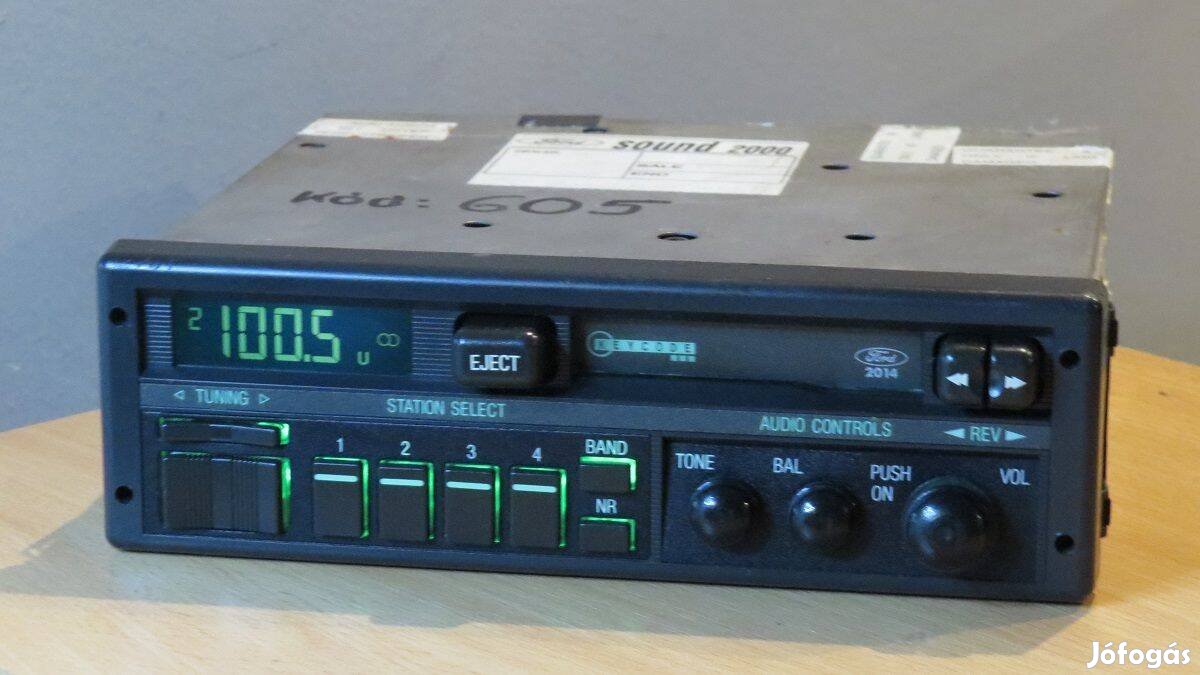 Ford
sound 2000
Kód: 605
2 100.5 U
EJECT
KEYCODE
Ford
2014
TUNING
STATION SELECT
AUDIO CONTROLS
REV
1 2 3 4
BAND
NR
TONE
BAL
PUSH
ON
VOL
Jófogás